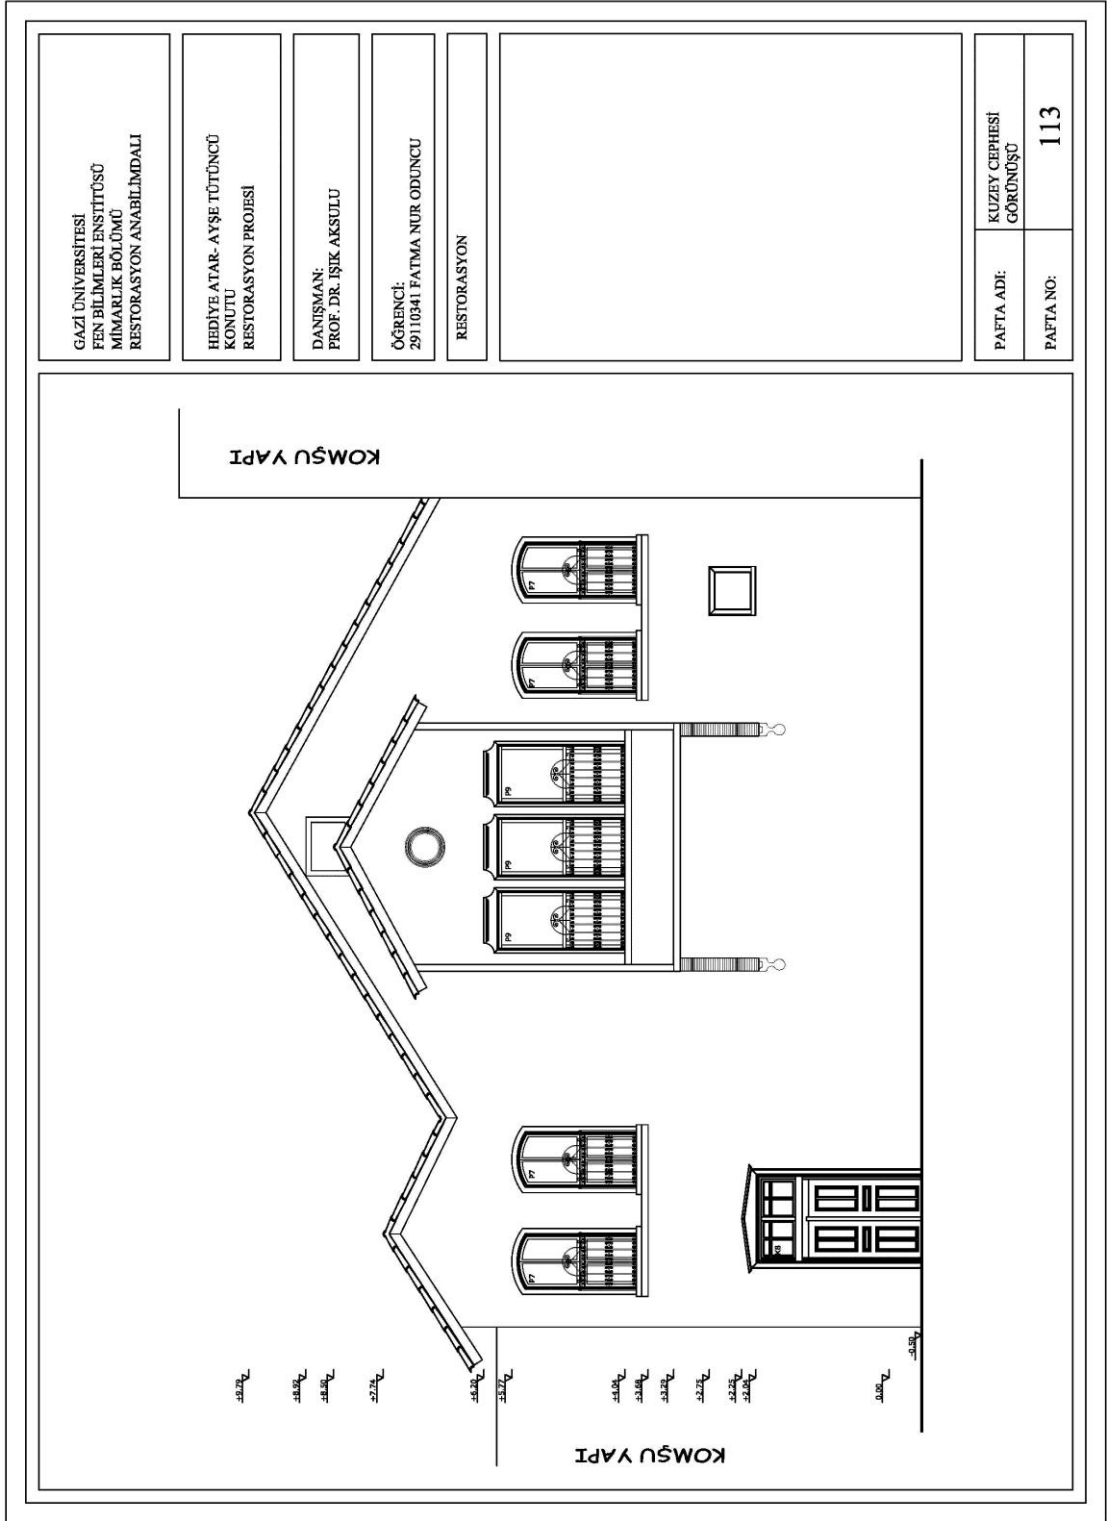 GAZİ ÜNİVERSİTESİ
FEN BİLİMLERİ ENSTİTÜSÜ
MİMARLIK BÖLÜMÜ
RESTORASYON ANABİLİMDALI
HEDİYE ATAR- AYŞE TÜTÜNCÜ
KONUTU
RESTORASYON PROJESİ
DANIŞMAN:
PROF. DR. IŞIK AKSULU
ÖĞRENCİ:
29110341 FATMA NUR ODUNCU
RESTORASYON
PAFTA ADI:
KUZEY CEPHESİ
GÖRÜNÜŞÜ
PAFTA NO:
113
KOMŞU YAPI
KOMŞU YAPI
+9.79
+8.92
+8.50
+7.74
+6.20
+5.77
+4.04
+3.68
+3.29
+2.75
+2.25
+2.04
0.00
-0.50
P7
P7
P9
P9
P9
P7
P7
K8